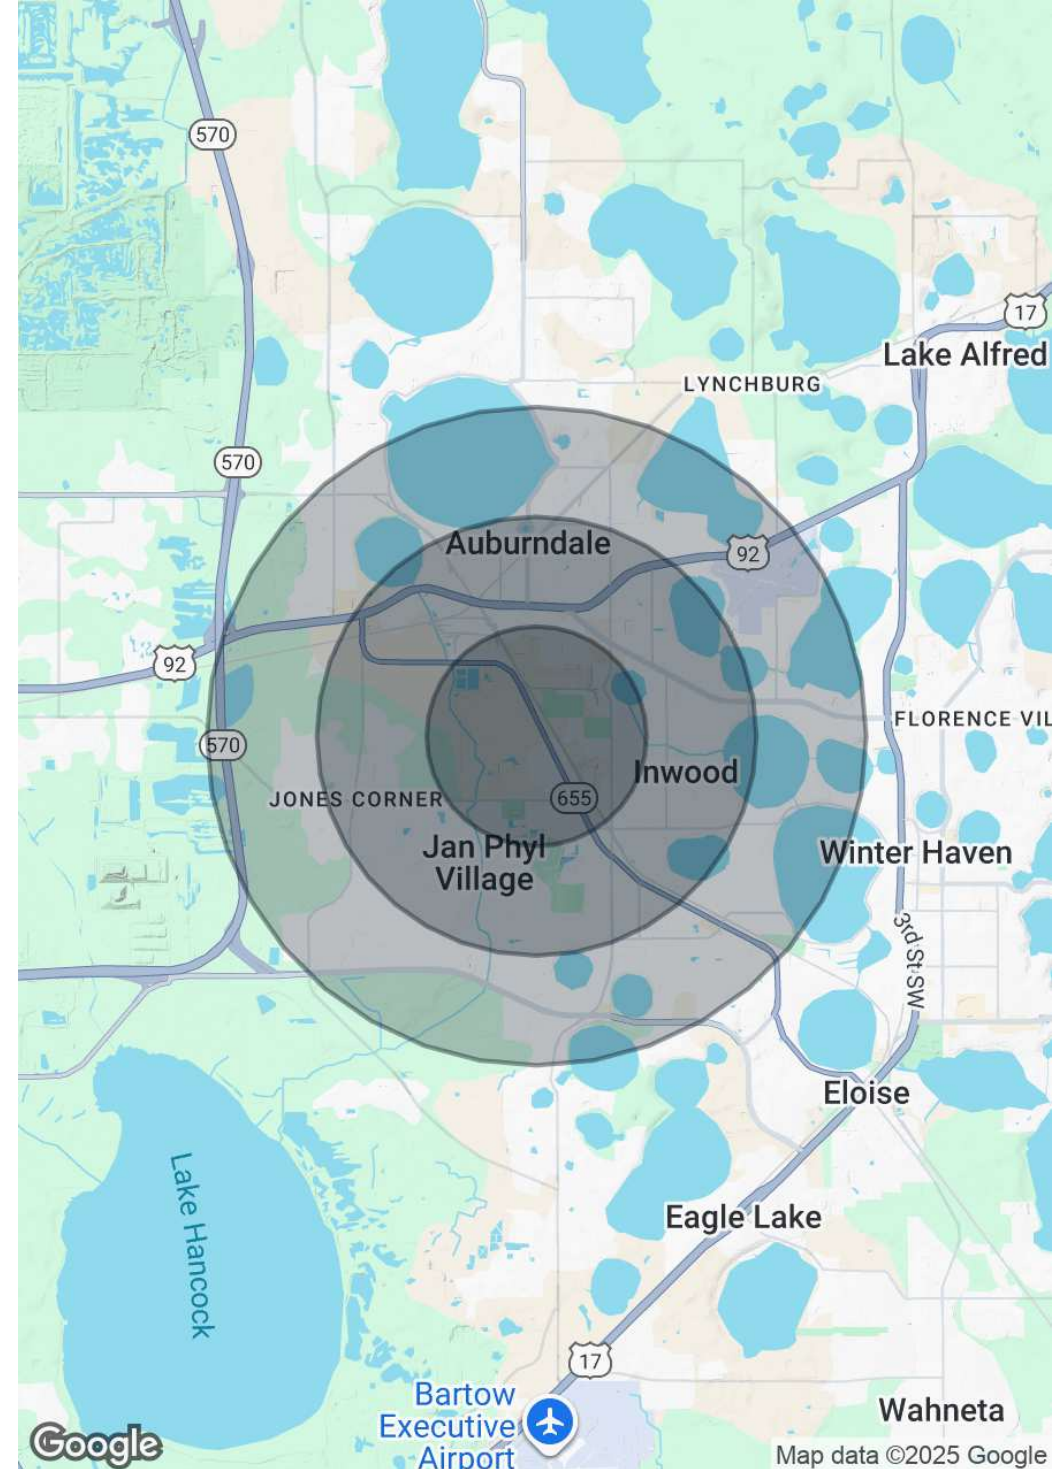 570
17
Lake Alfred
LYNCHBURG
570
Auburndale
92
92
FLORENCE VIL
570
Inwood
JONES CORNER
655
Jan Phyl
Village
Winter Haven
3rd St SW
Eloise
Lake Hancock
Eagle Lake
17
Bartow
Executive
Airport
Wahneta
Google
Map data ©2025 Google